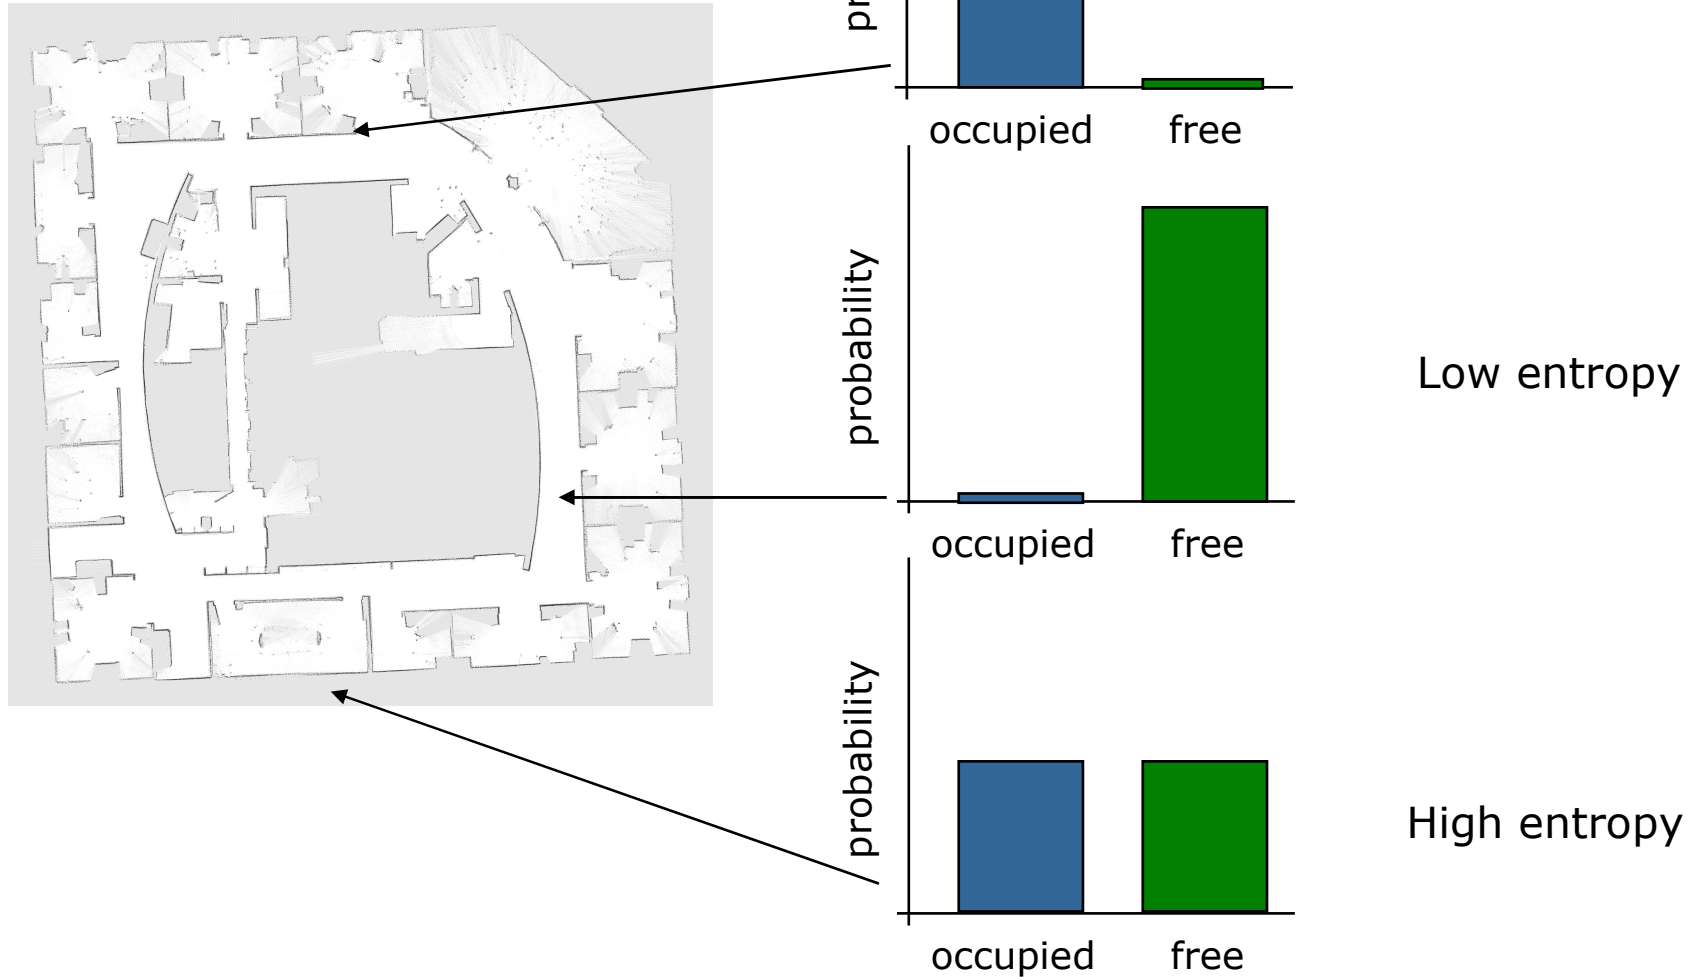 occupied free
probability
Low entropy
occupied free
probability
High entropy
occupied free